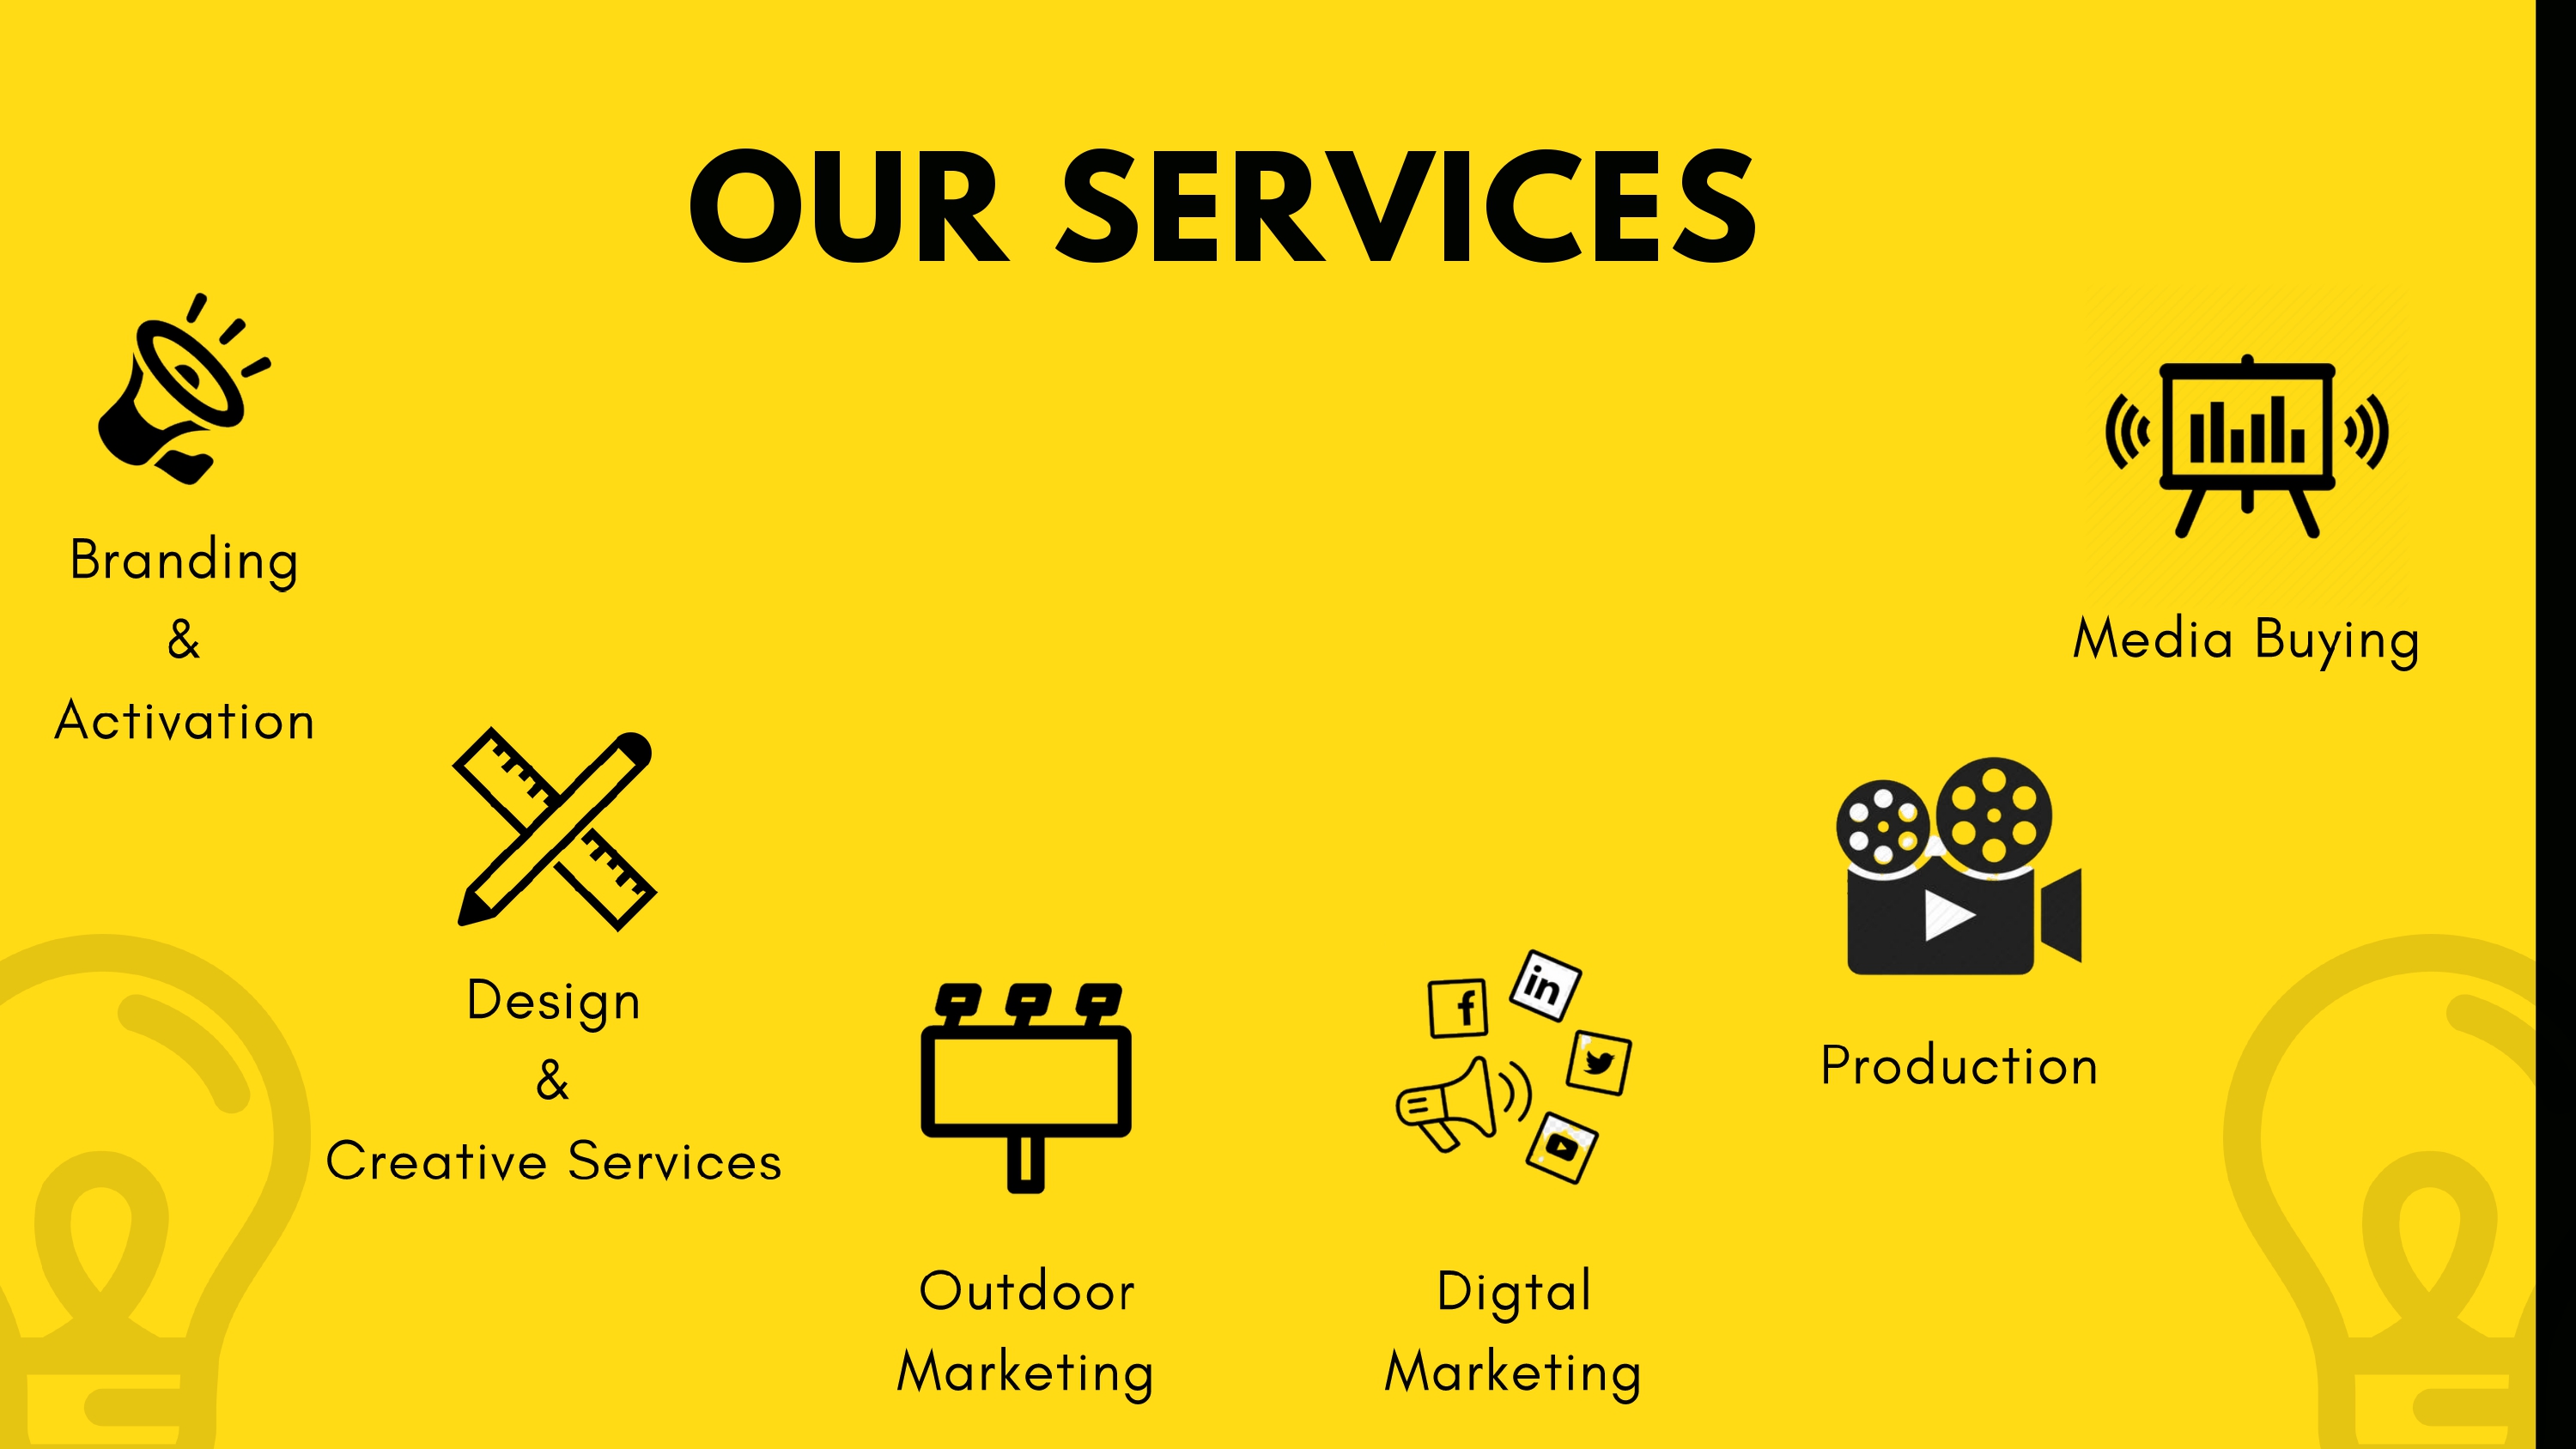 OUR SERVICES
Branding
&
Activation
Design
&
Creative Services
Outdoor
Marketing
f
in
Digtal
Marketing
Production
Media Buying